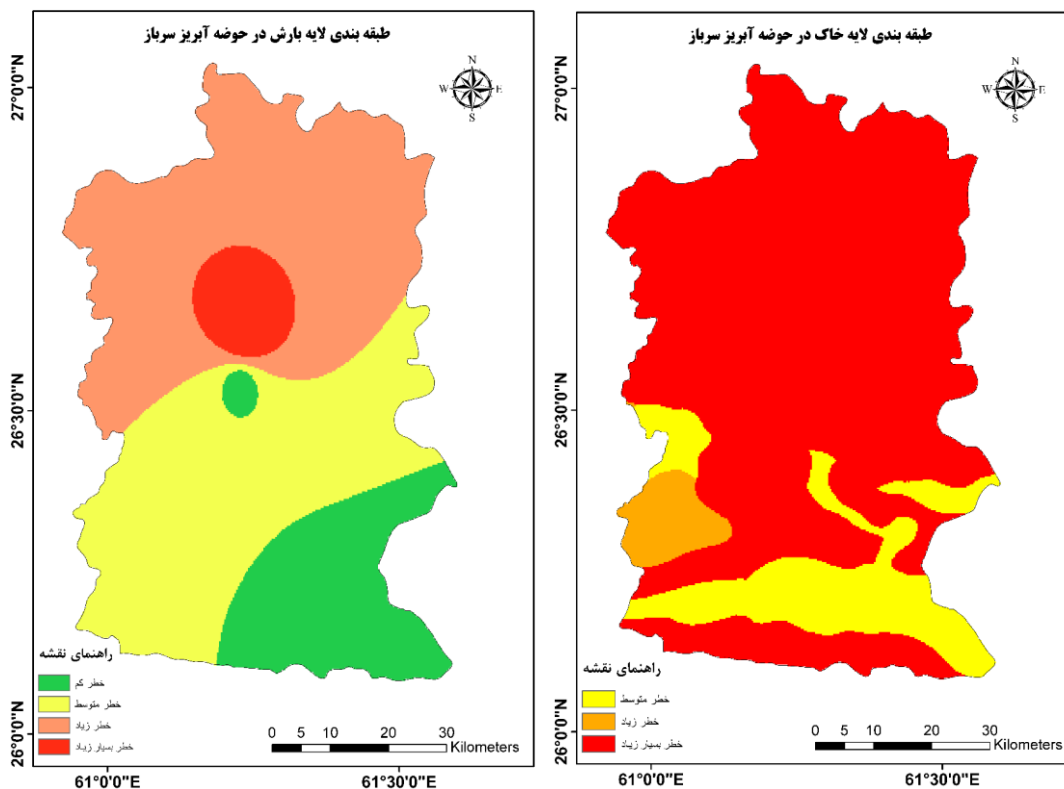 طبقه بندی لایه بارش در حوضه آبریز سرباز
N
W E
S
27°0'0"N
26°30'0"N
26°0'0"N
راهنمای نقشه
خطر کم
خطر متوسط
خطر زیاد
خطر بسیار زیاد
0 5 10 20 30
Kilometers
61°0'0"E 61°30'0"E
طبقه بندی لایه خاک در حوضه آبریز سرباز
N
W E
S
27°0'0"N
26°30'0"N
26°0'0"N
راهنمای نقشه
خطر متوسط
خطر زیاد
خطر بسیار زیاد
0 5 10 20 30
Kilometers
61°0'0"E 61°30'0"E